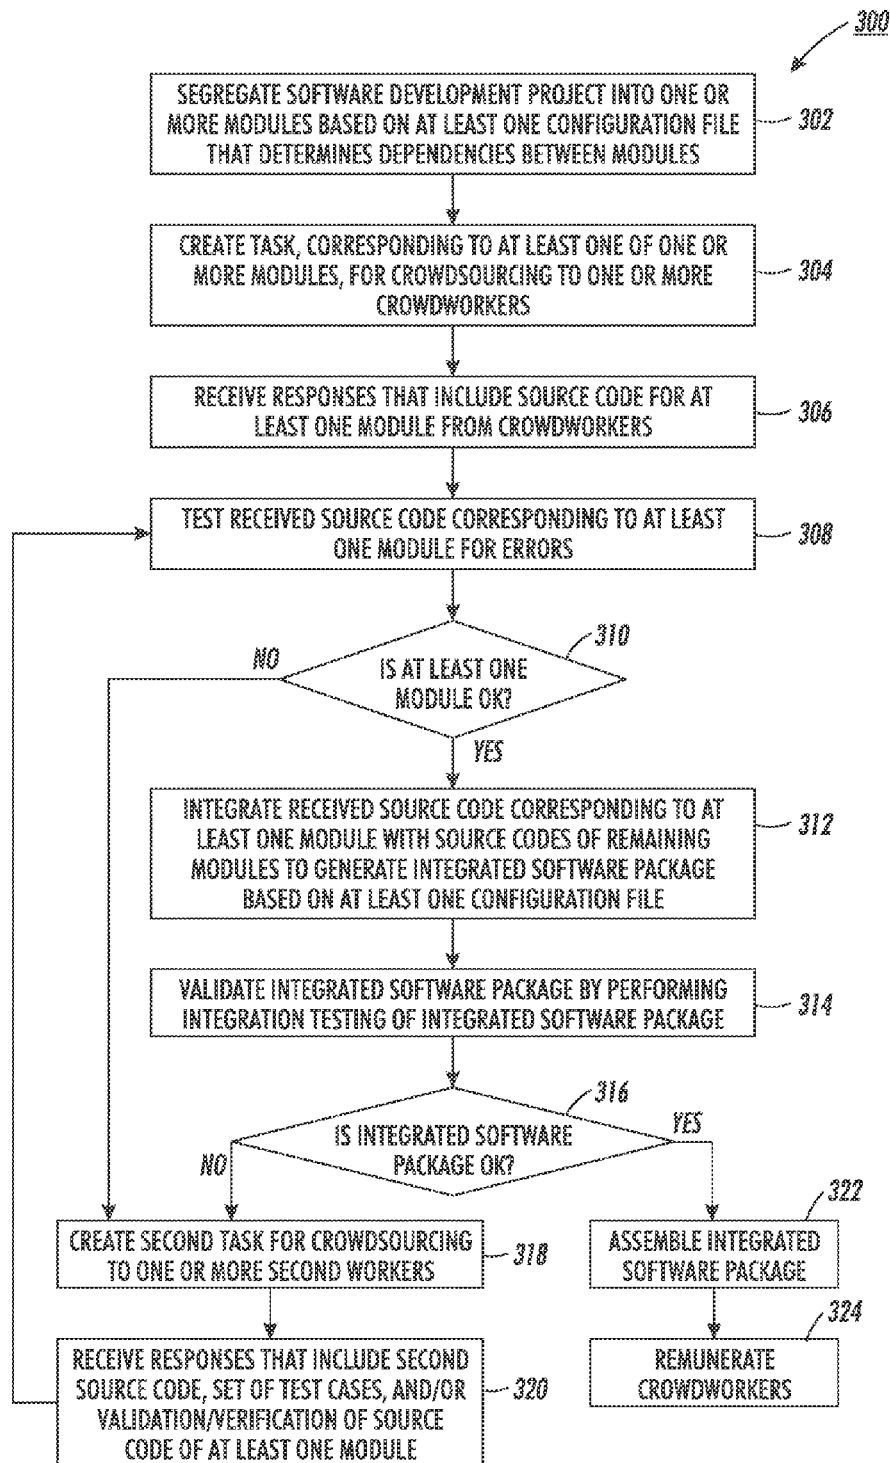 300
SEGREGATE SOFTWARE DEVELOPMENT PROJECT INTO ONE OR
MORE MODULES BASED ON AT LEAST ONE CONFIGURATION FILE
THAT DETERMINES DEPENDENCIES BETWEEN MODULES
302
CREATE TASK, CORRESPONDING TO AT LEAST ONE OF ONE OR
MORE MODULES, FOR CROWDSOURCING TO ONE OR MORE
CROWDWORKERS
304
RECEIVE RESPONSES THAT INCLUDE SOURCE CODE FOR AT
LEAST ONE MODULE FROM CROWDWORKERS
306
TEST RECEIVED SOURCE CODE CORRESPONDING TO AT LEAST
ONE MODULE FOR ERRORS
308
310
NO
IS AT LEAST ONE
MODULE OK?
YES
INTEGRATE RECEIVED SOURCE CODE CORRESPONDING TO AT
LEAST ONE MODULE WITH SOURCE CODES OF REMAINING
MODULES TO GENERATE INTEGRATED SOFTWARE PACKAGE
BASED ON AT LEAST ONE CONFIGURATION FILE
312
VALIDATE INTEGRATED SOFTWARE PACKAGE BY PERFORMING
INTEGRATION TESTING OF INTEGRATED SOFTWARE PACKAGE
314
316
IS INTEGRATED SOFTWARE
PACKAGE OK?
YES
NO
CREATE SECOND TASK FOR CROWDSOURCING
TO ONE OR MORE SECOND WORKERS
318
322
ASSEMBLE INTEGRATED
SOFTWARE PACKAGE
RECEIVE RESPONSES THAT INCLUDE SECOND
SOURCE CODE, SET OF TEST CASES, AND/OR
VALIDATION/VERIFICATION OF SOURCE
CODE OF AT LEAST ONE MODULE
320
324
REMUNERATE
CROWDWORKERS